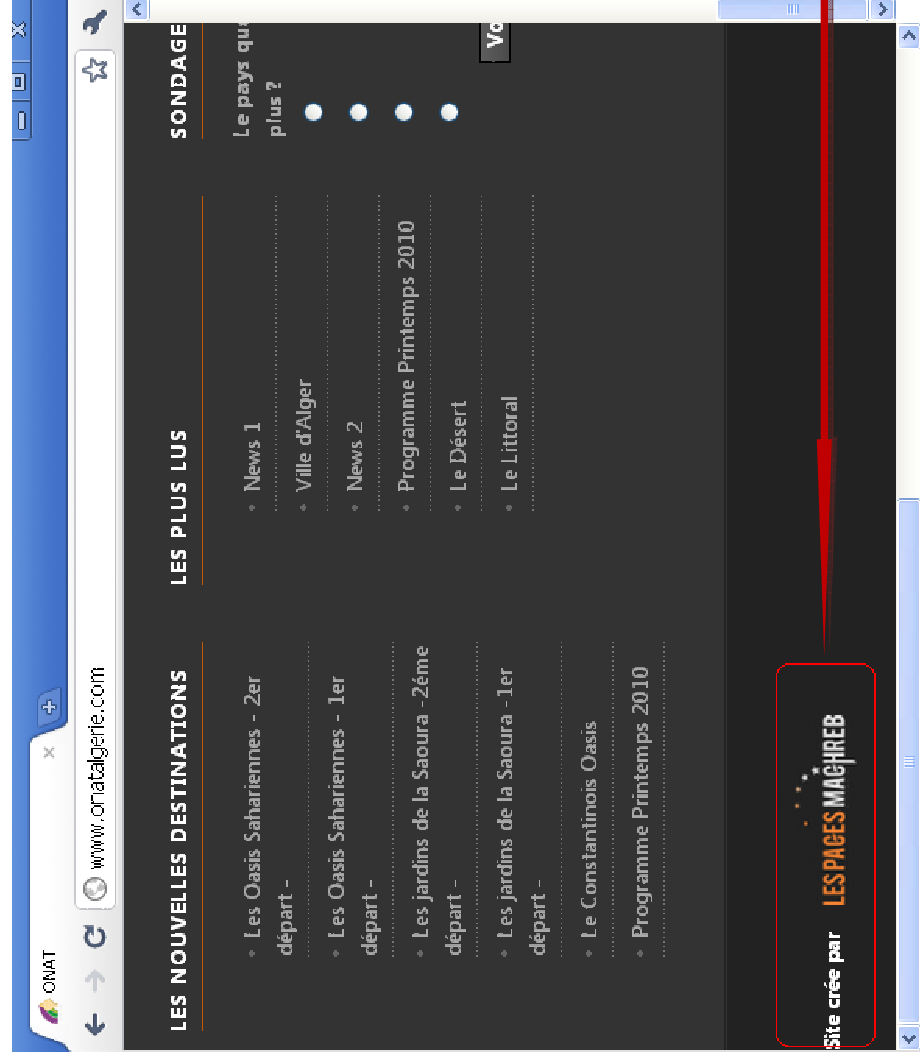 ONAT
www.onatalgerie.com
LES NOUVELLES DESTINATIONS
Les Oasis Sahariennes - 2er
départ -
Les Oasis Sahariennes - 1er
départ -
Les jardins de la Saoura -2éme
départ -
Les jardins de la Saoura -1er
départ -
Le Constantinois Oasis
Programme Printemps 2010
LES PLUS LUS
News 1
Ville d'Alger
News 2
Programme Printemps 2010
Le Désert
Le Littoral
SONDAGE
Le pays qu
plus ?
Vo
Site crée par
LESPACES MAGHREB